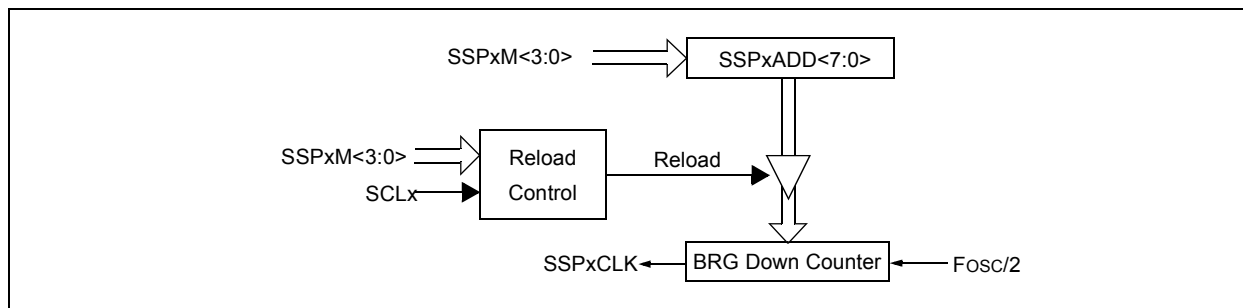 SSPxM<3:0>
SSPxADD<7:0>
SSPxM<3:0>
Reload
Control
Reload
SCLx
SSPxCLK
BRG Down Counter
FOSC/2